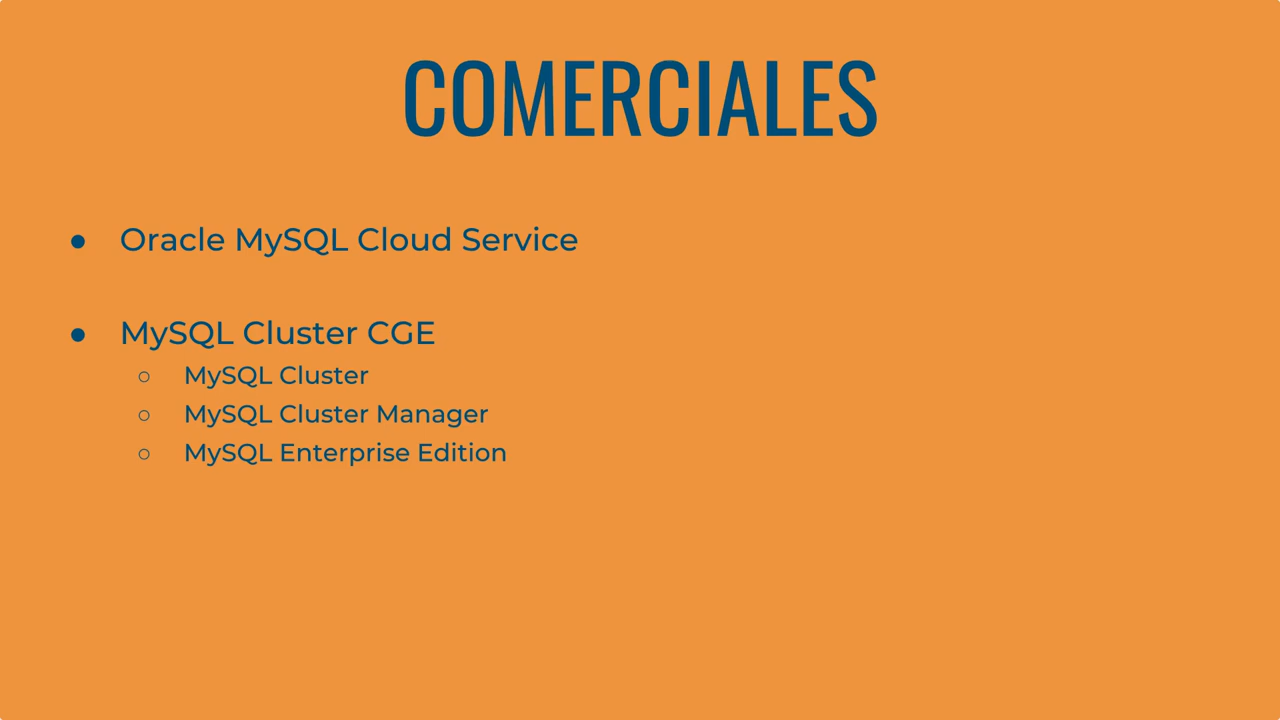 COMERCIALES
● Oracle MySQL Cloud Service
● MySQL Cluster CGE
○ MySQL Cluster
○ MySQL Cluster Manager
○ MySQL Enterprise Edition